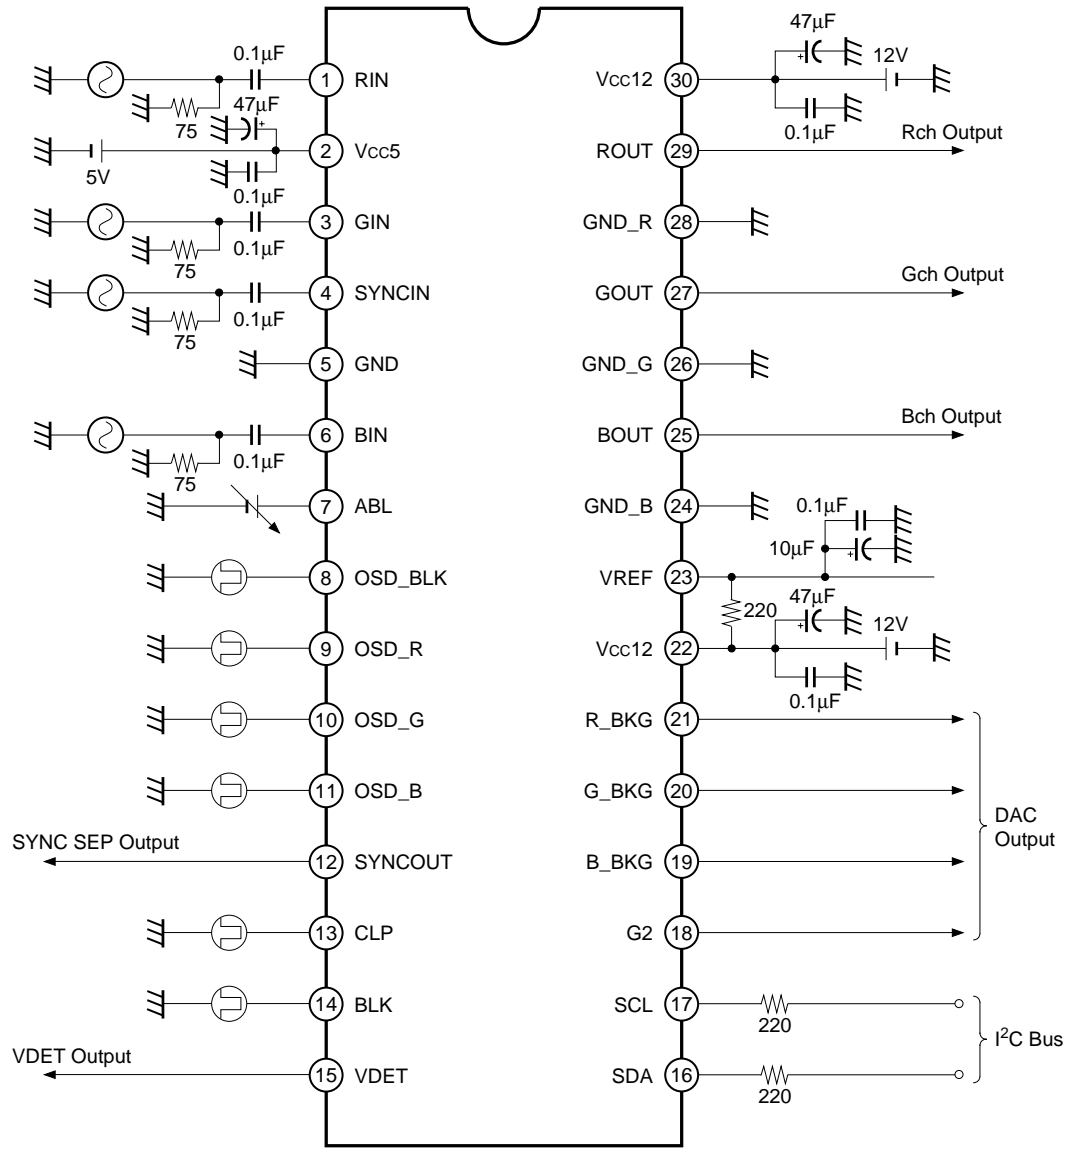 47μF
0.1μF
12V
1 RIN
Vcc12 30
75
47μF
+
+
0.1μF
Rch Output
2 Vcc5
ROUT 29
5V
0.1μF
3 GIN
GND_R 28
0.1μF
75
Gch Output
4 SYNCIN
GOUT 27
0.1μF
75
5 GND
GND_G 26
Bch Output
6 BIN
BOUT 25
0.1μF
75
7 ABL
GND_B 24
0.1μF
10μF
+
8 OSD_BLK
VREF 23
47μF
220
+
12V
9 OSD_R
Vcc12 22
0.1μF
10 OSD_G
R_BKG 21
11 OSD_B
G_BKG 20
DAC
Output
SYNC SEP Output
12 SYNCOUT
B_BKG 19
13 CLP
G2 18
14 BLK
SCL 17
220
I²C Bus
VDET Output
15 VDET
SDA 16
220